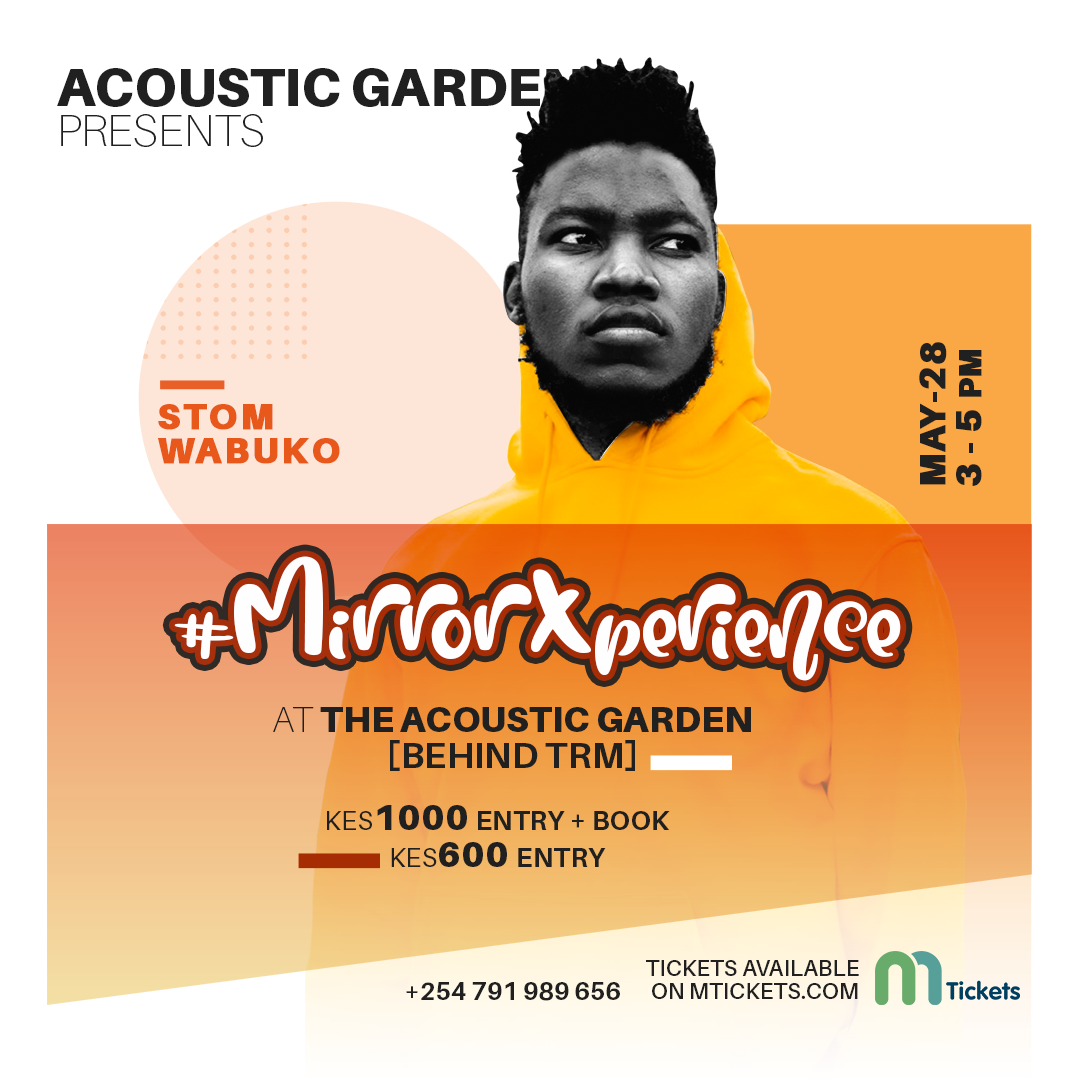 ACOUSTIC GARDEN
PRESENTS
STOM
WABUKO
MAY-28
3 - 5 PM
#MirrorXperience
AT THE ACOUSTIC GARDEN
[BEHIND TRM]
KES1000 ENTRY + BOOK
KES600 ENTRY
+254 791 989 656
TICKETS AVAILABLE
ON MTICKETS.COM
m Tickets